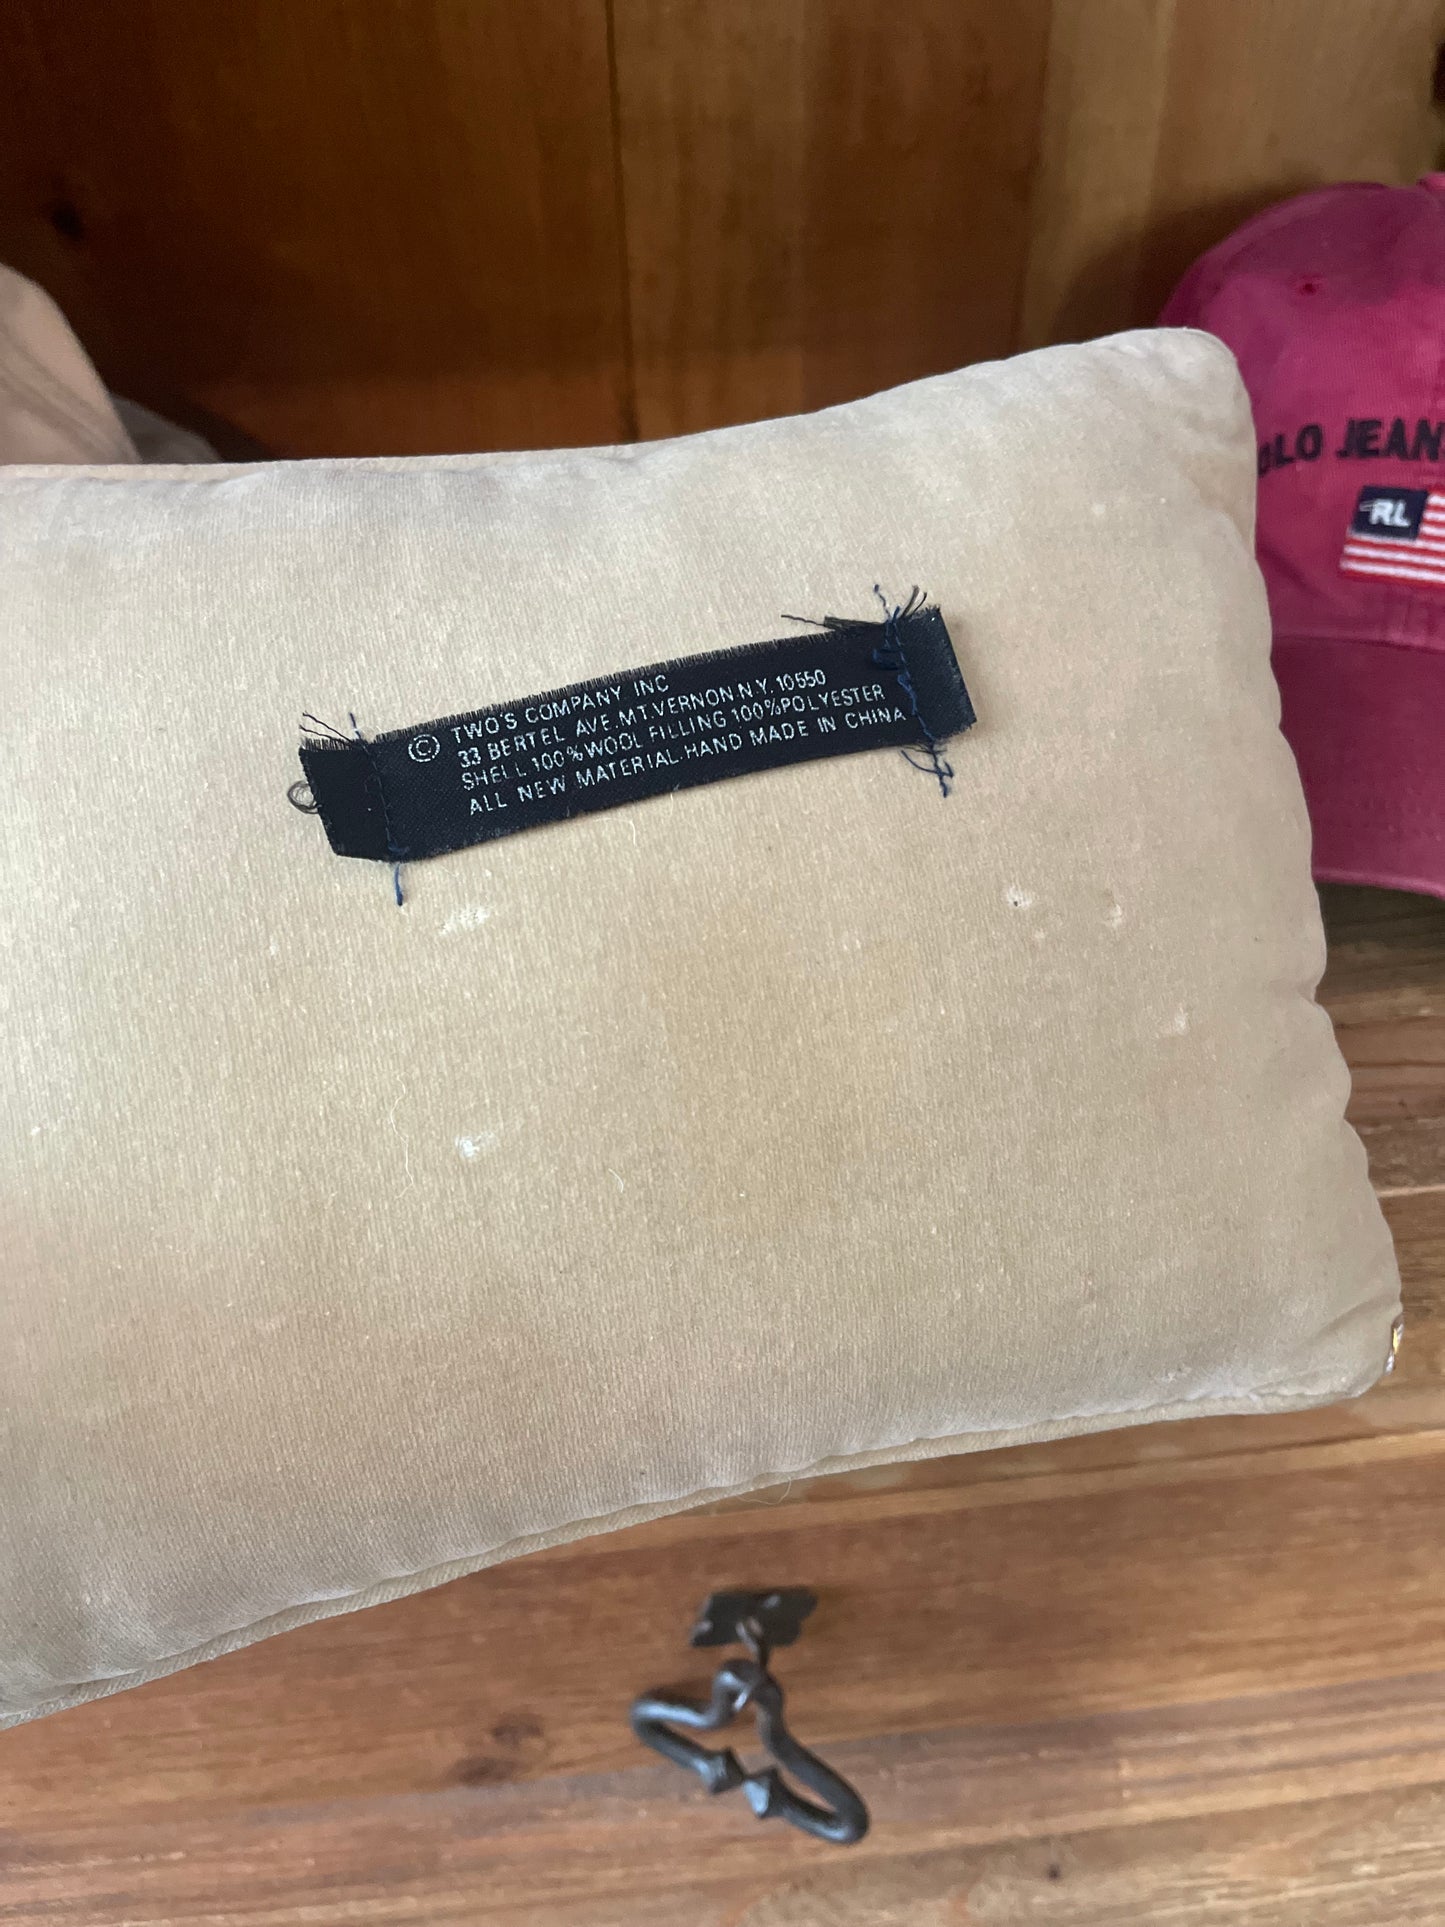 © TWO'S COMPANY INC
33 BERTEL AVE.MT.VERNON.N.Y.10550
SHELL 100%WOOL FILLING 100%POLYESTER
ALL NEW MATERIAL.HAND MADE IN CHINA
OLO JEAN
RL